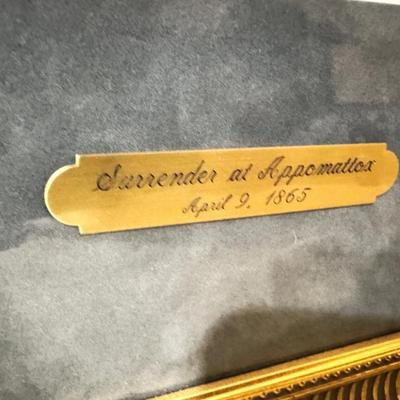 Surrender at Appomattox
April 9, 1865